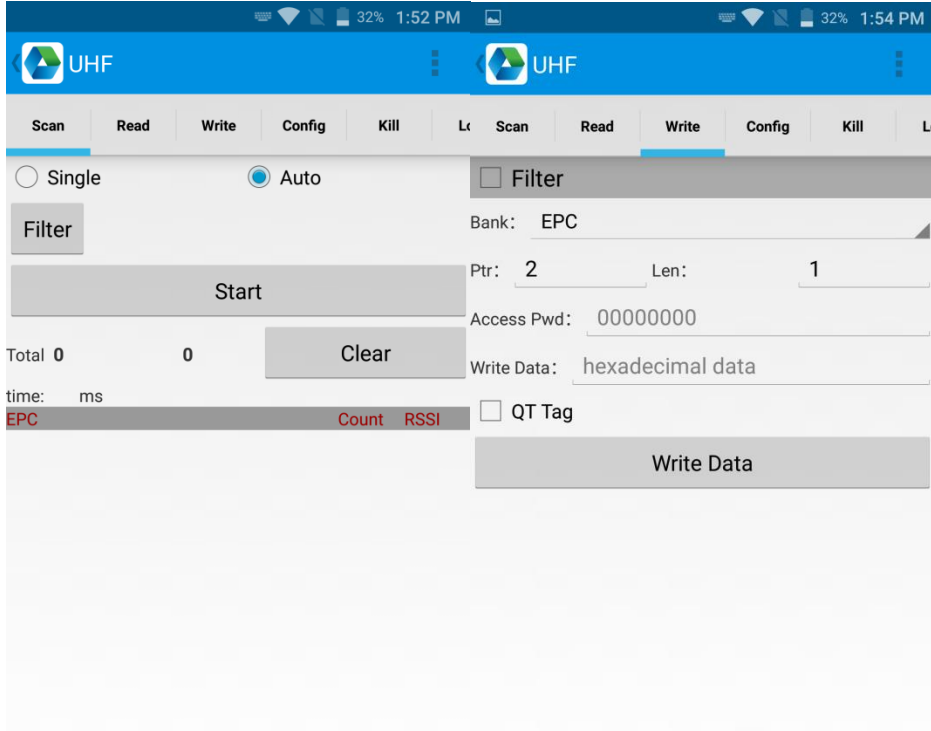 32% 1:52 PM
UHF
Scan Read Write Config Kill Lo
Single Auto
Filter
Start
Total 0 0 Clear
time: ms
EPC Count RSSI
32% 1:54 PM
UHF
Scan Read Write Config Kill L
Filter
Bank: EPC
Ptr: 2 Len: 1
Access Pwd: 00000000
Write Data: hexadecimal data
QT Tag
Write Data